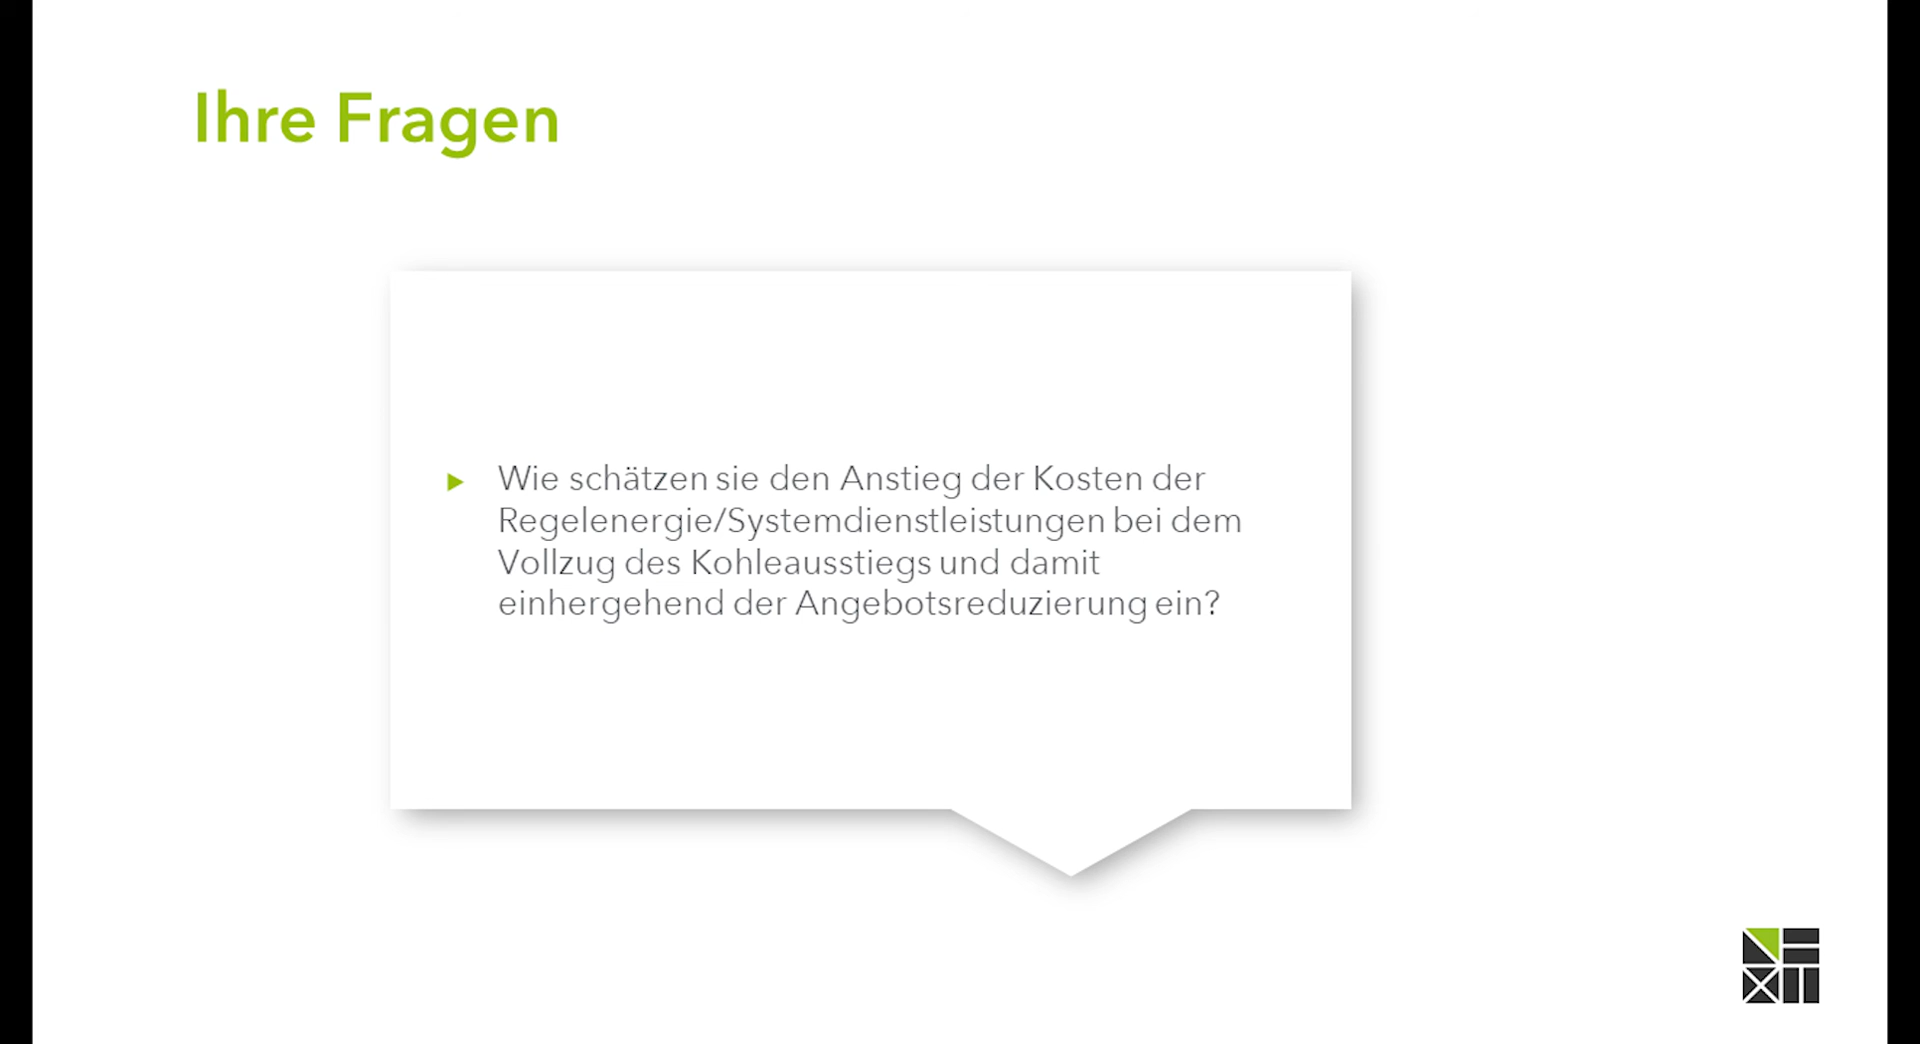 Ihre Fragen
Wie schätzen sie den Anstieg der Kosten der
Regelenergie/Systemdienstleistungen bei dem
Vollzug des Kohleausstiegs und damit
einhergehend der Angebotsreduzierung ein?
NEXT